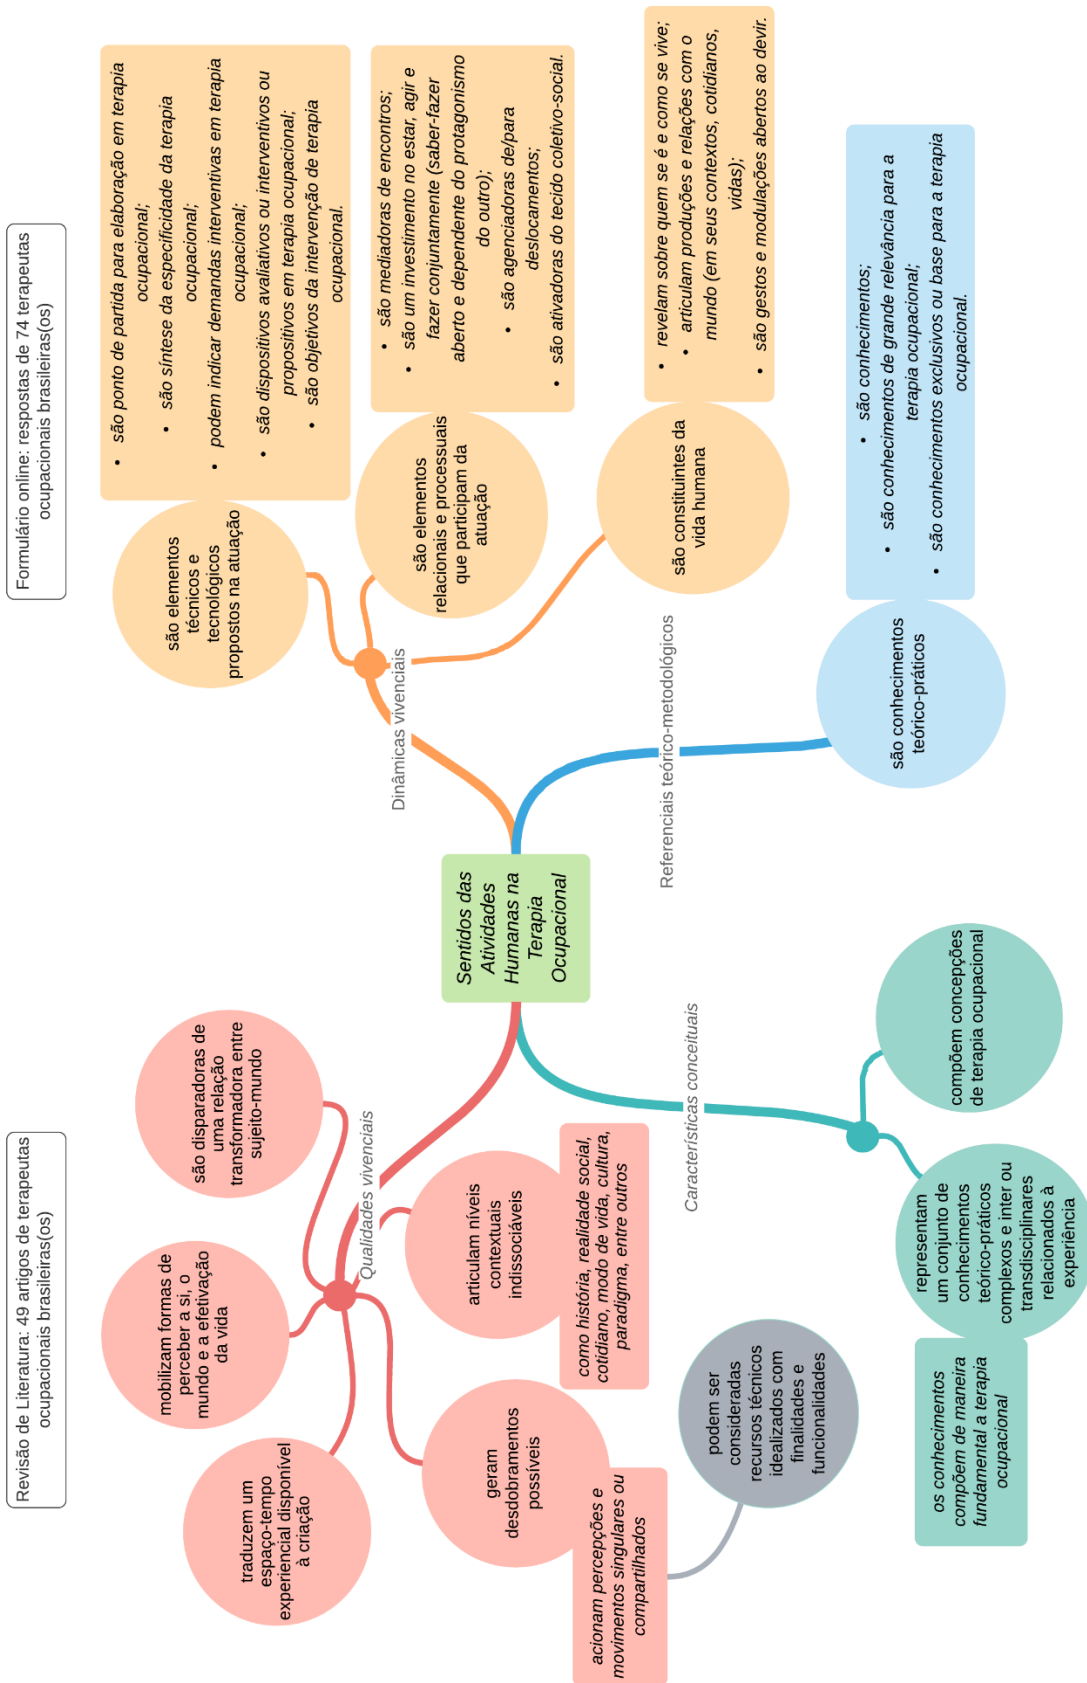 Revisão de Literatura: 49 artigos de terapeutas
ocupacionais brasileiras(os)
Formulário online: respostas de 74 terapeutas
ocupacionais brasileiras(os)
Sentidos das
Atividades
Humanas na
Terapia
Ocupacional
Qualidades vivenciais
traduzem um
espaço-tempo
experiencial disponível
à criação
mobilizam formas de
perceber a si, o
mundo e a efetivação
da vida
são disparadoras de
uma relação
transformadora entre
sujeito-mundo
geram
desdobramentos
possíveis
acionam percepções e
movimentos singulares ou
compartilhados
podem ser
consideradas
recursos técnicos
idealizados com
finalidades e
funcionalidades
articulam níveis
contextuais
indissociáveis
como história, realidade social,
cotidiano, modo de vida, cultura,
paradigma, entre outros
Características conceituais
representam
um conjunto de
conhecimentos
teórico-práticos
complexos e inter ou
transdisciplinares
relacionados à
experiência
os conhecimentos
compõem de maneira
fundamental a terapia
ocupacional
compõem concepções
de terapia ocupacional
Dinâmicas vivenciais
são elementos
técnicos e
tecnológicos
propostos na atuação
• são ponto de partida para elaboração em terapia
ocupacional;
• são síntese da especificidade da terapia
ocupacional;
• podem indicar demandas interventivas em terapia
ocupacional;
• são dispositivos avaliativos ou interventivos ou
propositivos em terapia ocupacional;
• são objetivos da intervenção de terapia
ocupacional.
são elementos
relacionais e processuais
que participam da
atuação
• são mediadoras de encontros;
• são um investimento no estar, agir e
fazer conjuntamente (saber-fazer
aberto e dependente do protagonismo
do outro);
• são agenciadoras de/para
deslocamentos;
• são ativadoras do tecido coletivo-social.
são constituintes da
vida humana
• revelam sobre quem se é e como se vive;
• articulam produções e relações com o
mundo (em seus contextos, cotidianos,
vidas);
• são gestos e modulações abertos ao devir.
Referenciais teórico-metodológicos
são conhecimentos
teórico-práticos
• são conhecimentos;
• são conhecimentos de grande relevância para a
terapia ocupacional;
• são conhecimentos exclusivos ou base para a terapia
ocupacional.